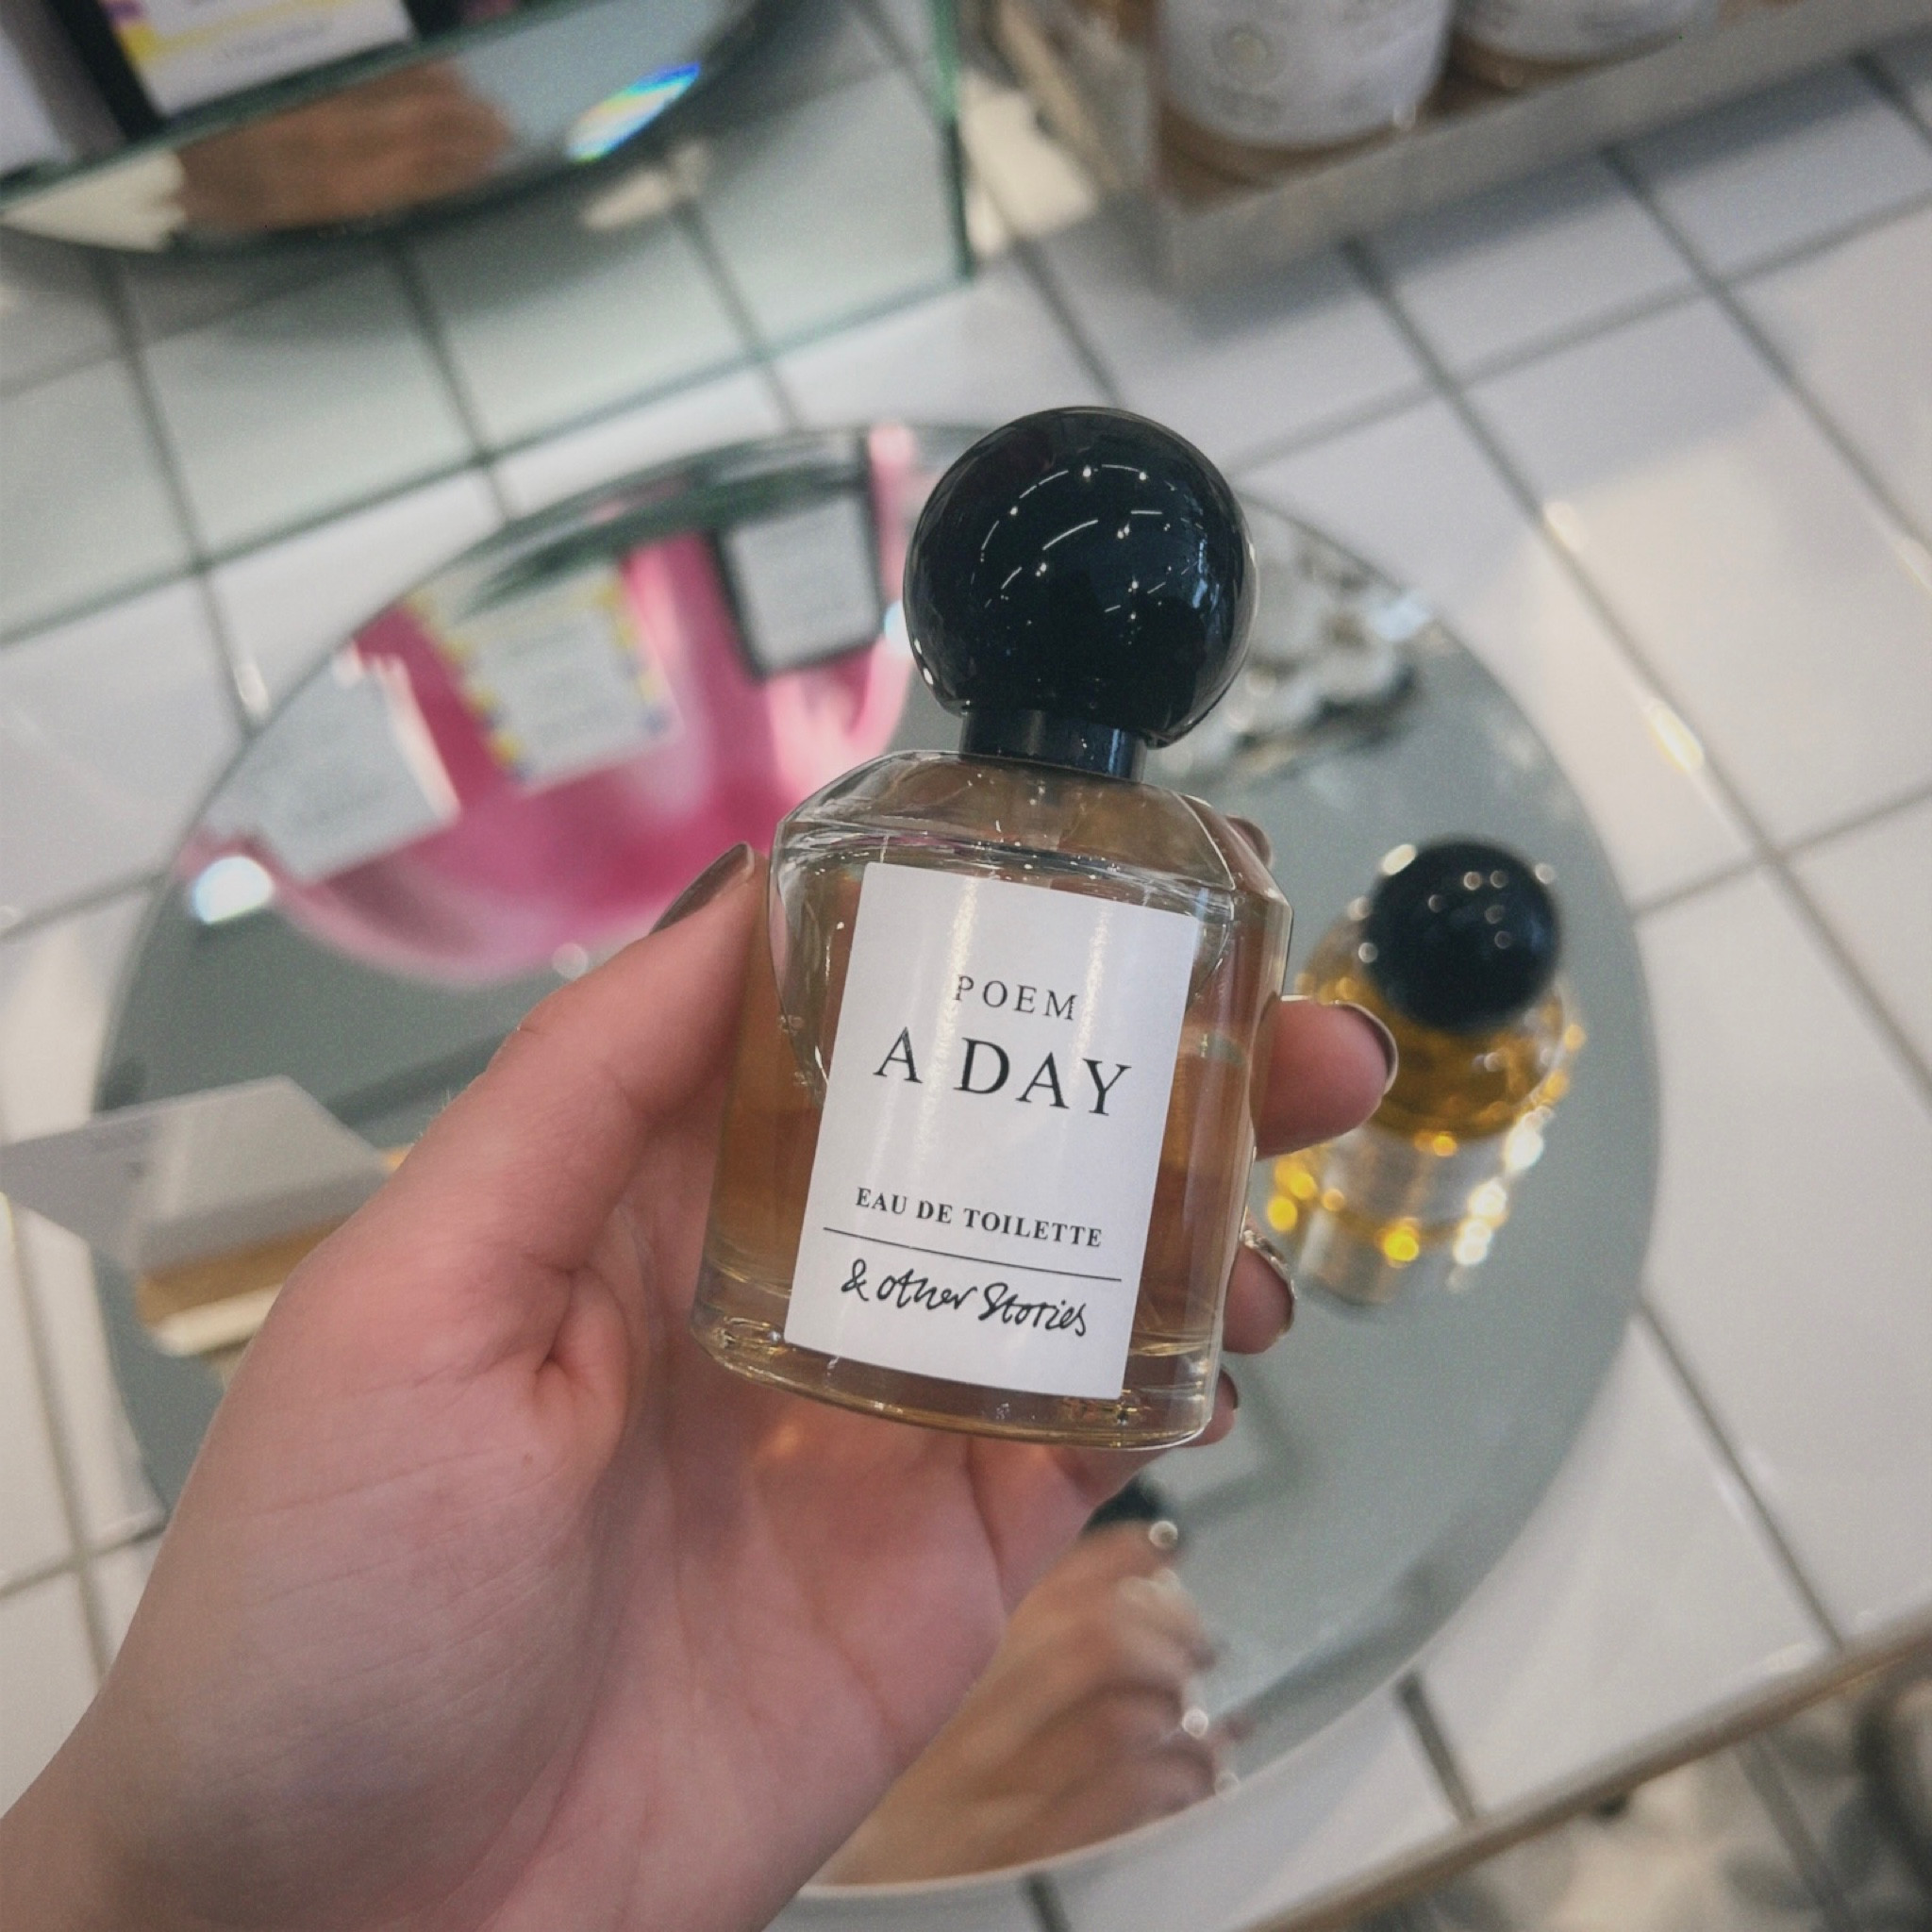 POEM
A DAY
EAU DE TOILETTE
& other Stories